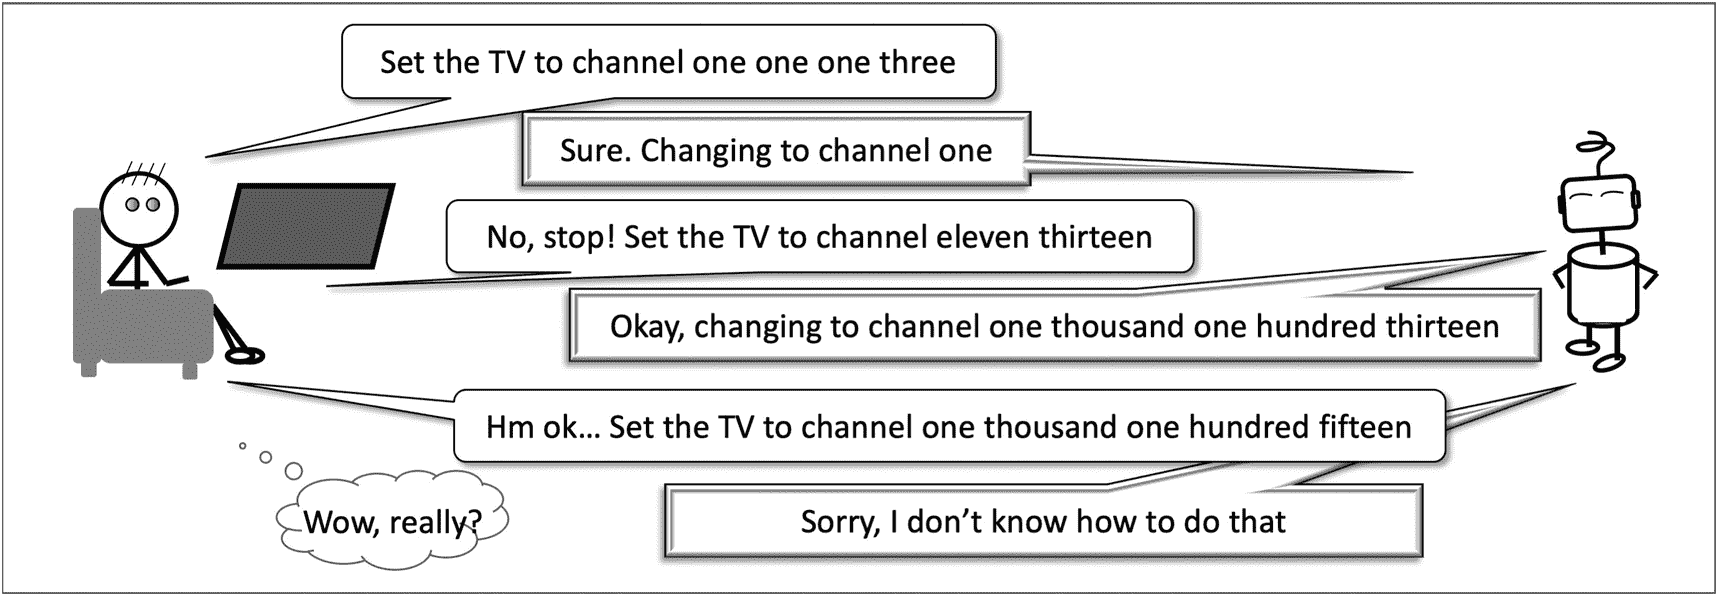 Set the TV to channel one one one three
Sure. Changing to channel one
No, stop! Set the TV to channel eleven thirteen
Okay, changing to channel one thousand one hundred thirteen
Hm ok... Set the TV to channel one thousand one hundred fifteen
Wow, really?
Sorry, I don’t know how to do that